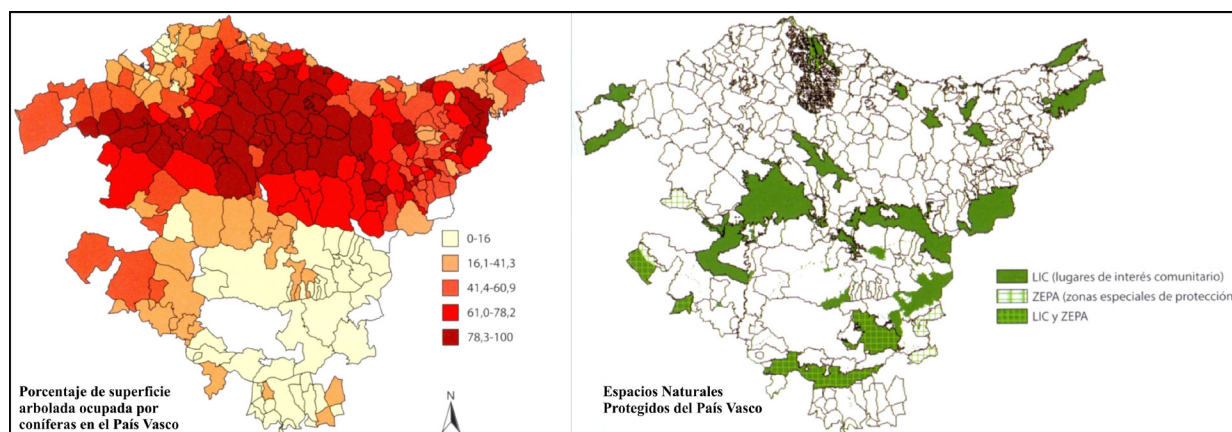 0-16
16,1-41,3
41,4-60,9
61,0-78,2
78,3-100
Porcentaje de superficie
arbolada ocupada por
coníferas en el País Vasco
N
LIC (lugares de interés comunitario)
ZEPA (zonas especiales de protección
LIC y ZEPA
Espacios Naturales
Protegidos del País Vasco